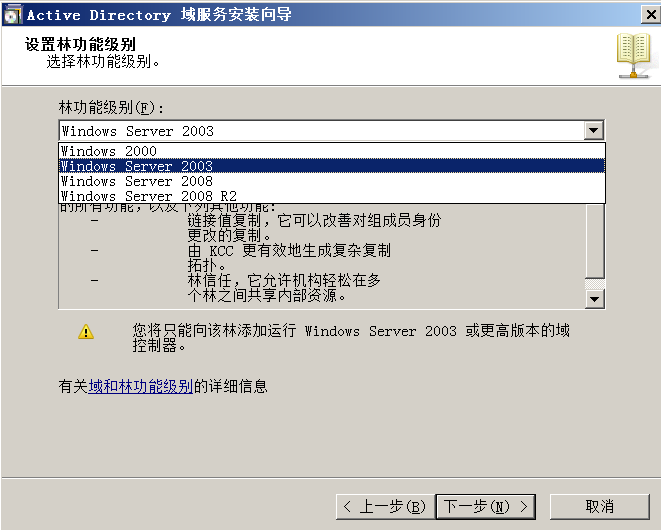 Active Directory 域服务安装向导
设置林功能级别
选择林功能级别。
林功能级别(F):
Windows Server 2003
Windows 2000
Windows Server 2003
Windows Server 2008
Windows Server 2008 R2
的所有功能，以及下列其他功能:
- 链接值复制，它可以改善对组成员身份
更改的复制。
- 由 KCC 更有效地生成复杂复制
拓扑。
- 林信任，它允许机构轻松在多
个林之间共享内部资源。
您将只能向该林添加运行 Windows Server 2003 或更高版本的域
控制器。
有关域和林功能级别的详细信息
< 上一步(B) 下一步(N) > 取消